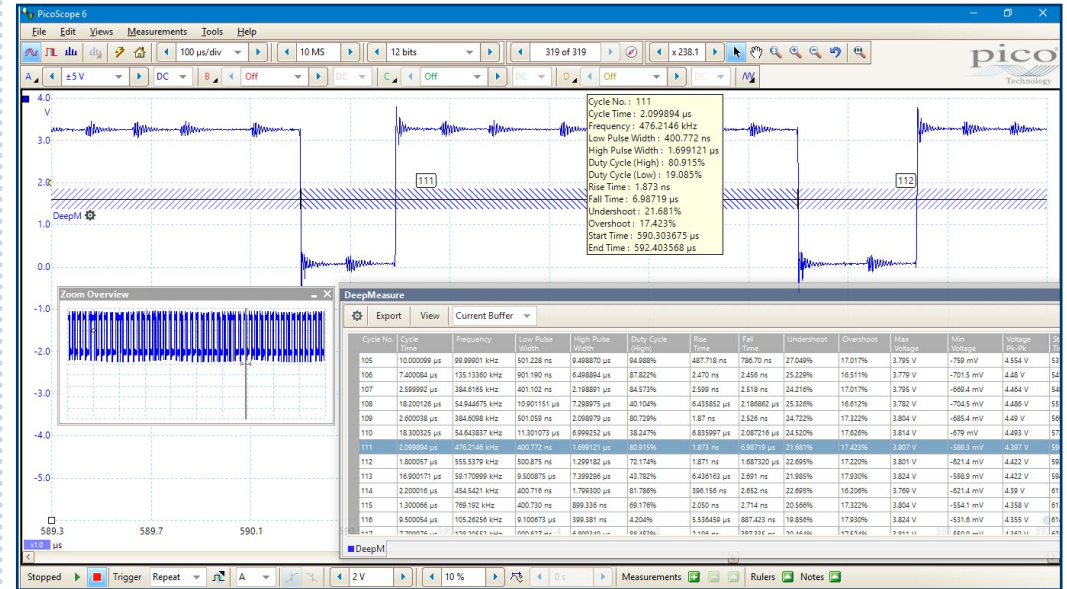 PicoScope 6
File Edit Views Measurements Tools Help
100 µs/div 10 MS 12 bits 319 of 319 x 238.1
pico
Technology
A ±5 V DC B Off DC C Off DC D Off DC
4.0
V
3.0
2.0
1.0
0.0
-1.0
-2.0
-3.0
-4.0
-5.0
DeepM
111
112
Cycle No. : 111
Cycle Time : 2.099894 µs
Frequency : 476.2146 kHz
Low Pulse Width : 400.772 ns
High Pulse Width : 1.699121 µs
Duty Cycle (High) : 80.915%
Duty Cycle (Low) : 19.085%
Rise Time : 1.873 ns
Fall Time : 6.98719 µs
Undershoot : 21.681%
Overshoot : 17.423%
Start Time : 590.303675 µs
End Time : 592.403568 µs
Zoom Overview
DeepMeasure
Export View Current Buffer
Cycle No. Cycle Time Frequency Low Pulse Width High Pulse Width Duty Cycle (High) Rise Time Fall Time Undershoot Overshoot Max Voltage Min Voltage Voltage Pk-Pk
105 10.000099 µs 99.99901 kHz 501.228 ns 9.498870 µs 94.988% 487.718 ns 786.70 ns 27.049% 17.017% 3.795 V -759 mV 4.554 V
106 7.400084 µs 135.13360 kHz 901.190 ns 6.498894 µs 87.822% 2.470 ns 2.456 ns 25.229% 16.511% 3.779 V -701.5 mV 4.48 V
107 2.599992 µs 384.6165 kHz 401.102 ns 2.198891 µs 84.573% 2.599 ns 2.518 ns 24.216% 17.017% 3.795 V -669.4 mV 4.464 V
108 18.200126 µs 54.944675 kHz 10.901151 µs 7.298975 µs 40.104% 6.435852 µs 2.186862 µs 25.326% 16.612% 3.782 V -704.5 mV 4.486 V
109 2.600038 µs 384.6098 kHz 501.059 ns 2.098979 µs 80.729% 1.87 ns 2.526 ns 24.722% 17.322% 3.804 V -685.4 mV 4.49 V
110 18.300325 µs 54.643837 kHz 11.301073 µs 6.999252 µs 38.247% 6.835997 µs 2.087216 µs 24.520% 17.626% 3.814 V -679 mV 4.493 V
111 2.099894 µs 476.2146 kHz 400.772 ns 1.699121 µs 80.915% 1.873 ns 6.98719 µs 21.681% 17.423% 3.807 V -589.3 mV 4.397 V
112 1.800057 µs 555.5379 kHz 500.875 ns 1.299182 µs 72.174% 1.871 ns 1.687320 µs 22.695% 17.220% 3.801 V -621.4 mV 4.422 V
113 16.900171 µs 59.170999 kHz 9.500875 µs 7.399296 µs 43.782% 6.436163 µs 2.691 ns 21.985% 17.930% 3.824 V -598.9 mV 4.422 V
114 2.200016 µs 454.5421 kHz 400.716 ns 1.799300 µs 81.786% 396.156 ns 2.652 ns 22.695% 16.206% 3.769 V -621.4 mV 4.39 V
115 1.300066 µs 769.192 kHz 400.730 ns 899.336 ns 69.176% 2.050 ns 2.714 ns 20.566% 17.322% 3.804 V -554.1 mV 4.358 V
116 9.500054 µs 105.26256 kHz 9.100673 µs 399.381 ns 4.204% 5.536459 µs 887.423 ns 19.856% 17.930% 3.824 V -531.6 mV 4.355 V
DeepM
589.3 589.7 590.1
x1.0 µs
Stopped Trigger Repeat A 2 V 10 % 0 s Measurements Rulers Notes